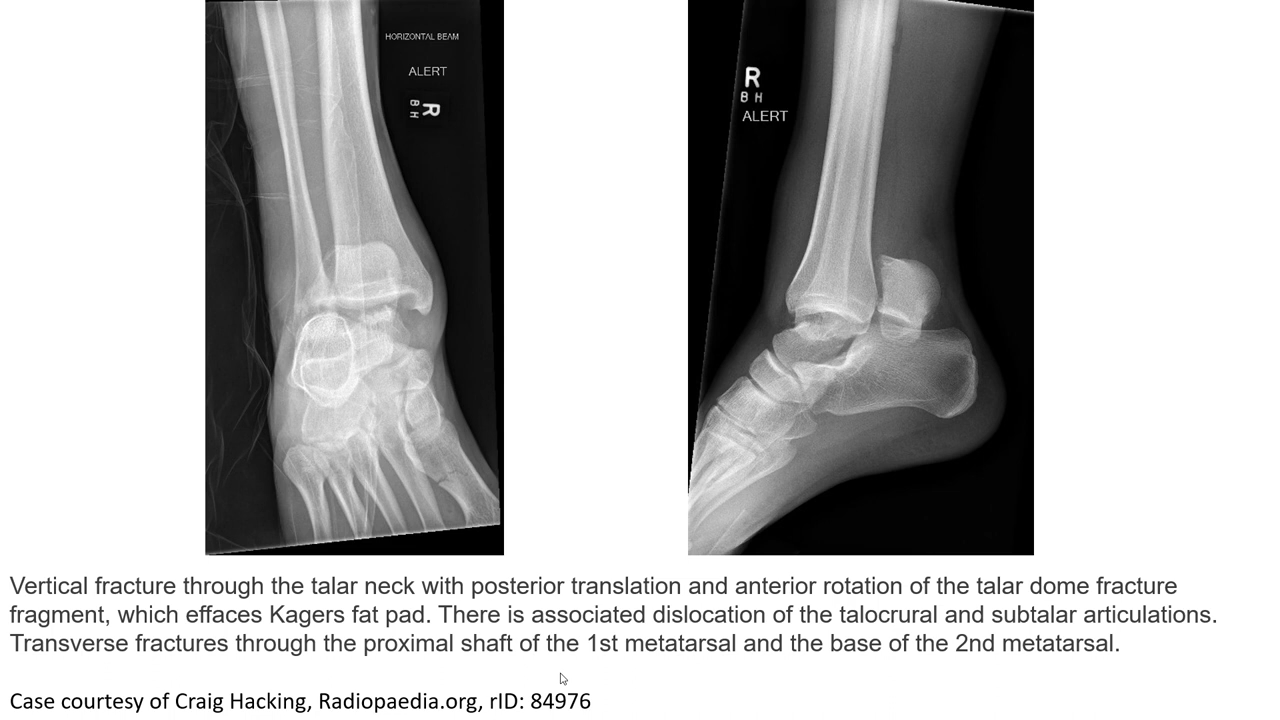 HORIZONTAL BEAM
ALERT
R
B H
R
B H
ALERT
Vertical fracture through the talar neck with posterior translation and anterior rotation of the talar dome fracture
fragment, which effaces Kagers fat pad. There is associated dislocation of the talocrural and subtalar articulations.
Transverse fractures through the proximal shaft of the 1st metatarsal and the base of the 2nd metatarsal.
Case courtesy of Craig Hacking, Radiopaedia.org, rID: 84976